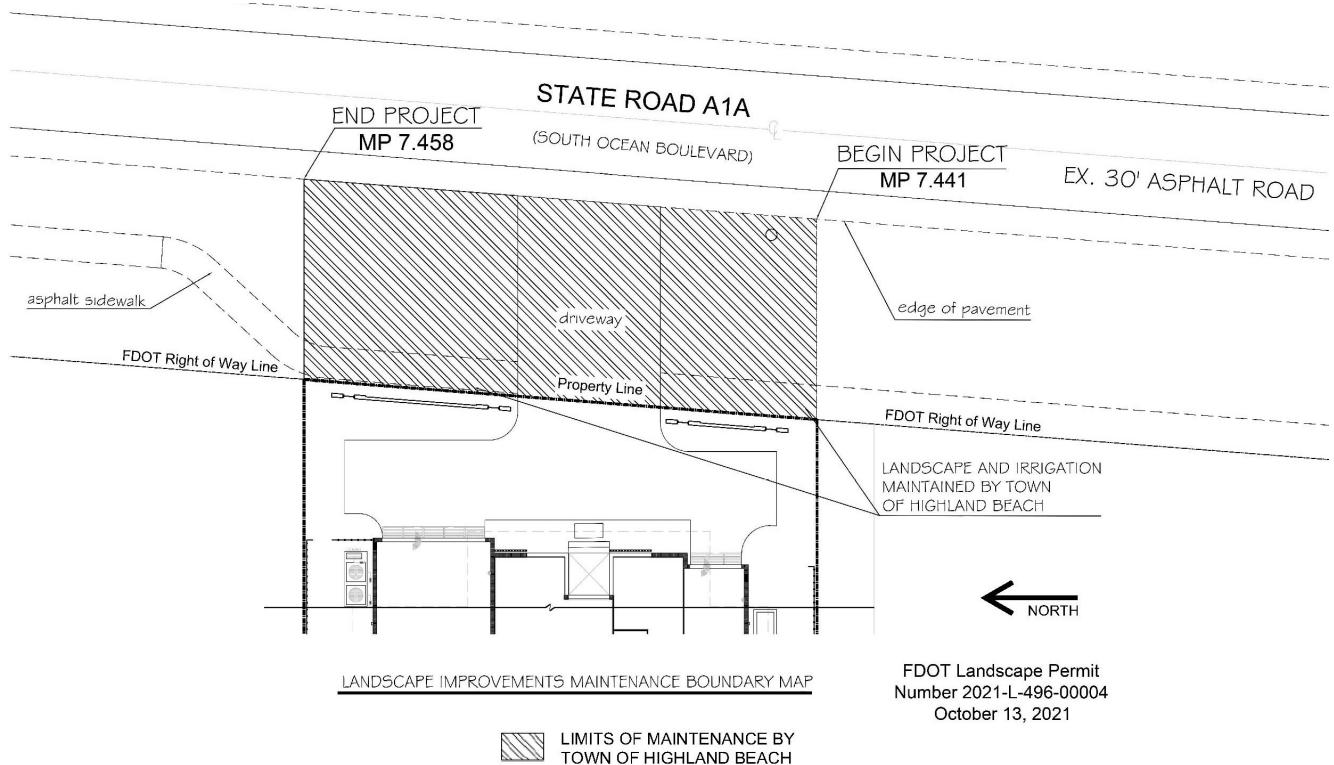 STATE ROAD A1A
(SOUTH OCEAN BOULEVARD)
END PROJECT
MP 7.458
BEGIN PROJECT
MP 7.441
EX. 30' ASPHALT ROAD
asphalt sidewalk
driveway
edge of pavement
FDOT Right of Way Line
Property Line
FDOT Right of Way Line
LANDSCAPE AND IRRIGATION
MAINTAINED BY TOWN
OF HIGHLAND BEACH
NORTH
LANDSCAPE IMPROVEMENTS MAINTENANCE BOUNDARY MAP
FDOT Landscape Permit
Number 2021-L-496-00004
October 13, 2021
LIMITS OF MAINTENANCE BY
TOWN OF HIGHLAND BEACH